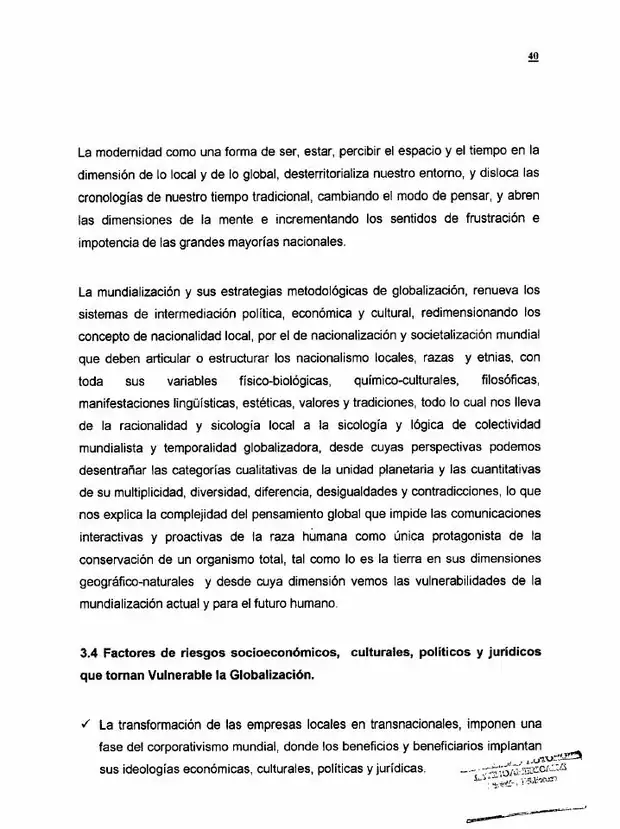 40
La modernidad como una forma de ser, estar, percibir el espacio y el tiempo en la
dimensión de lo local y de lo global, desterritorializa nuestro entorno, y disloca las
cronologías de nuestro tiempo tradicional, cambiando el modo de pensar, y abren
las dimensiones de la mente e incrementando los sentidos de frustración e
impotencia de las grandes mayorías nacionales.
La mundialización y sus estrategias metodológicas de globalización, renueva los
sistemas de intermediación política, económica y cultural, redimensionando los
concepto de nacionalidad local, por el de nacionalización y societalización mundial
que deben articular o estructurar los nacionalismo locales, razas y etnias, con
toda sus variables físico-biológicas, químico-culturales, filosóficas,
manifestaciones lingüísticas, estéticas, valores y tradiciones, todo lo cual nos lleva
de la racionalidad y sicología local a la sicología y lógica de colectividad
mundialista y temporalidad globalizadora, desde cuyas perspectivas podemos
desentrañar las categorías cualitativas de la unidad planetaria y las cuantitativas
de su multiplicidad, diversidad, diferencia, desigualdades y contradicciones, lo que
nos explica la complejidad del pensamiento global que impide las comunicaciones
interactivas y proactivas de la raza humana como única protagonista de la
conservación de un organismo total, tal como lo es la tierra en sus dimensiones
geográfico-naturales y desde cuya dimensión vemos las vulnerabilidades de la
mundialización actual y para el futuro humano.
3.4 Factores de riesgos socioeconómicos, culturales, políticos y jurídicos
que tornan Vulnerable la Globalización.
✓ La transformación de las empresas locales en transnacionales, imponen una
fase del corporativismo mundial, donde los beneficios y beneficiarios implantan
sus ideologías económicas, culturales, políticas y jurídicas.